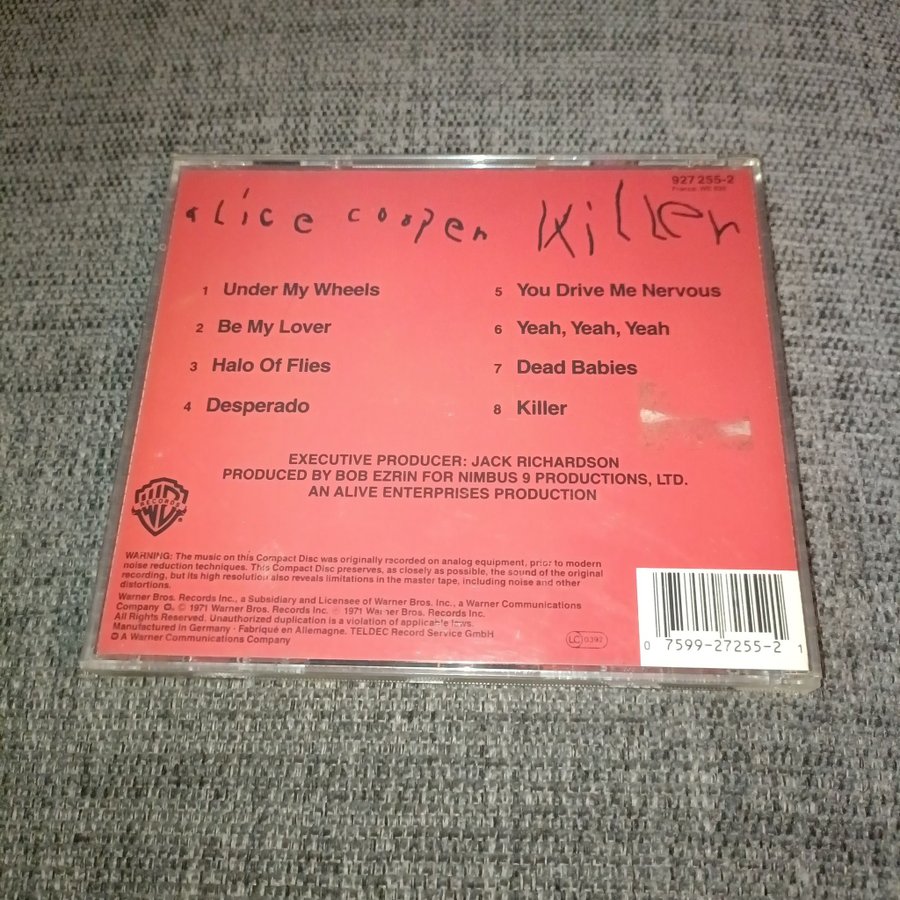 927 255-2
France: WE 835
alice cooper killer
1 Under My Wheels
2 Be My Lover
3 Halo Of Flies
4 Desperado
5 You Drive Me Nervous
6 Yeah, Yeah, Yeah
7 Dead Babies
8 Killer
EXECUTIVE PRODUCER: JACK RICHARDSON
PRODUCED BY BOB EZRIN FOR NIMBUS 9 PRODUCTIONS, LTD.
AN ALIVE ENTERPRISES PRODUCTION
RECORDS
WARNING: The music on this Compact Disc was originally recorded on analog equipment, prior to modern
noise reduction techniques. This Compact Disc preserves, as closely as possible, the sound of the original
recording, but its high resolution also reveals limitations in the master tape, including noise and other
distortions.
Warner Bros. Records Inc., a Subsidiary and Licensee of Warner Bros. Inc., a Warner Communications
Company © 1971 Warner Bros. Records Inc. ℗ 1971 Warner Bros. Records Inc.
All Rights Reserved. Unauthorized duplication is a violation of applicable laws.
Manufactured in Germany · Fabriqué en Allemagne. TELDEC Record Service GmbH
A Warner Communications Company
LC 0392
0 7599-27255-2 1